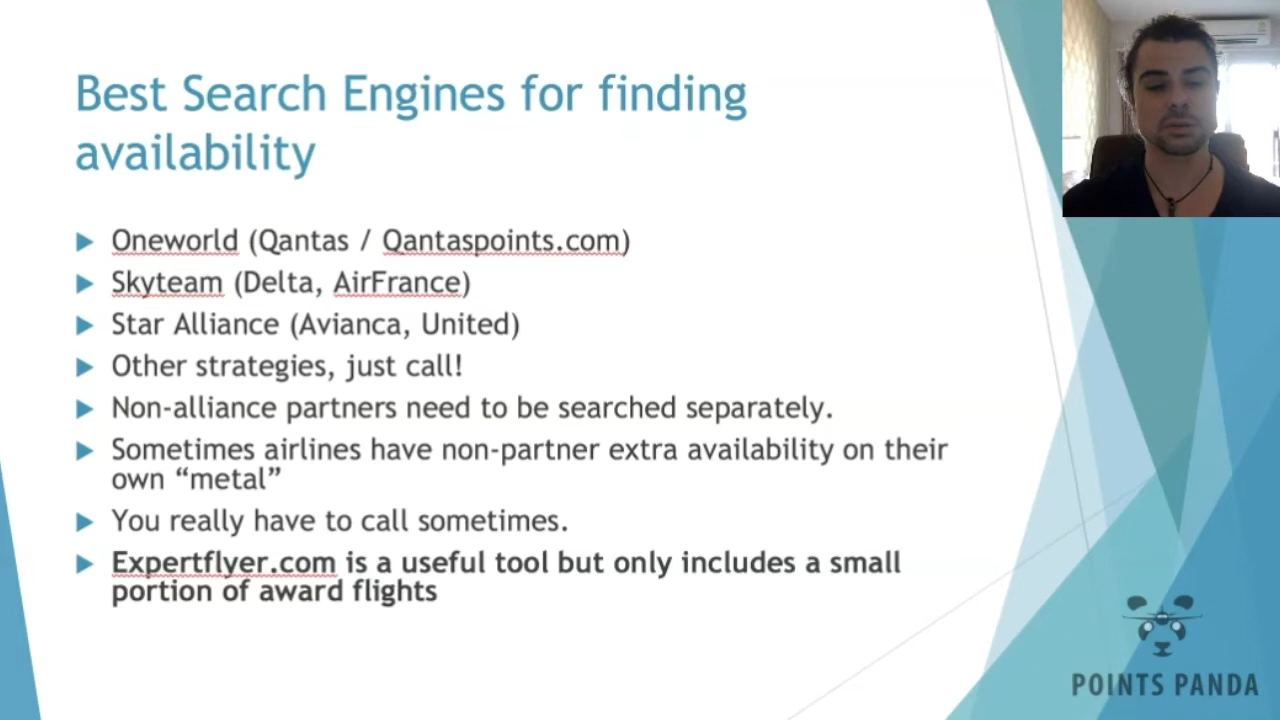 Best Search Engines for finding
availability
Oneworld (Qantas / Qantaspoints.com)
Skyteam (Delta, AirFrance)
Star Alliance (Avianca, United)
Other strategies, just call!
Non-alliance partners need to be searched separately.
Sometimes airlines have non-partner extra availability on their
own “metal”
You really have to call sometimes.
Expertflyer.com is a useful tool but only includes a small
portion of award flights
POINTS PANDA